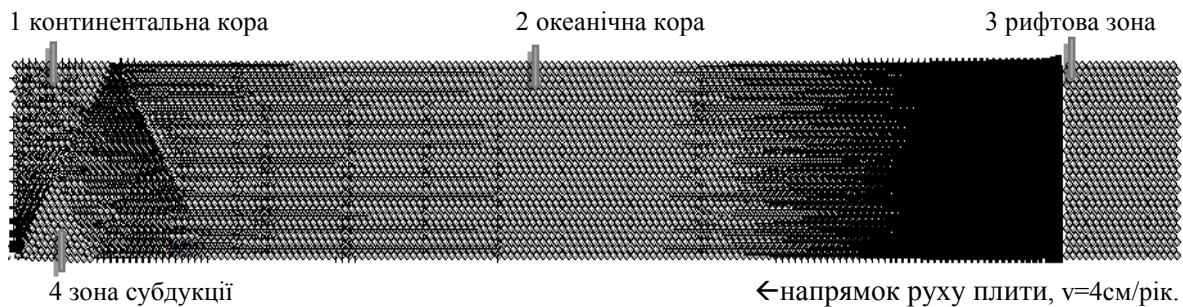 1 континентальна кора 2 океанічна кора 3 рифтова зона
4 зона субдукції ←напрямок руху плити, v=4см/рік.